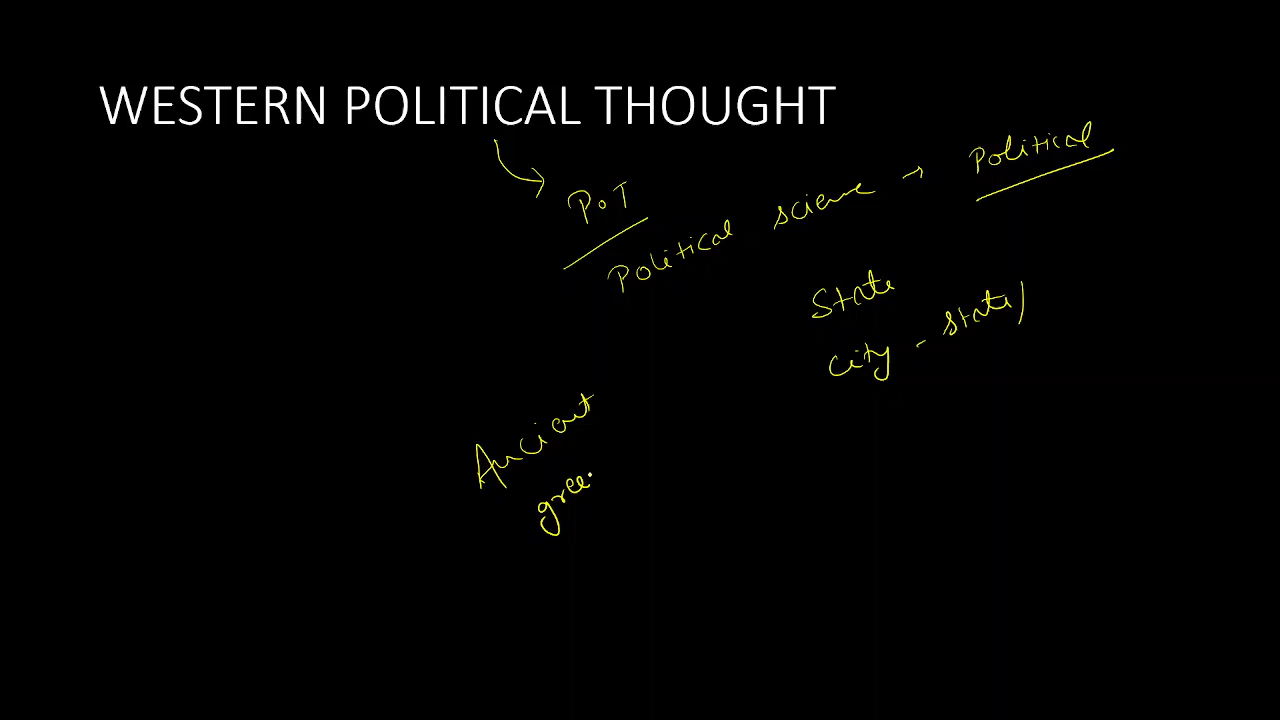 WESTERN POLITICAL THOUGHT
PoT
Political science → Political
State
City - State)
Ancient
gree